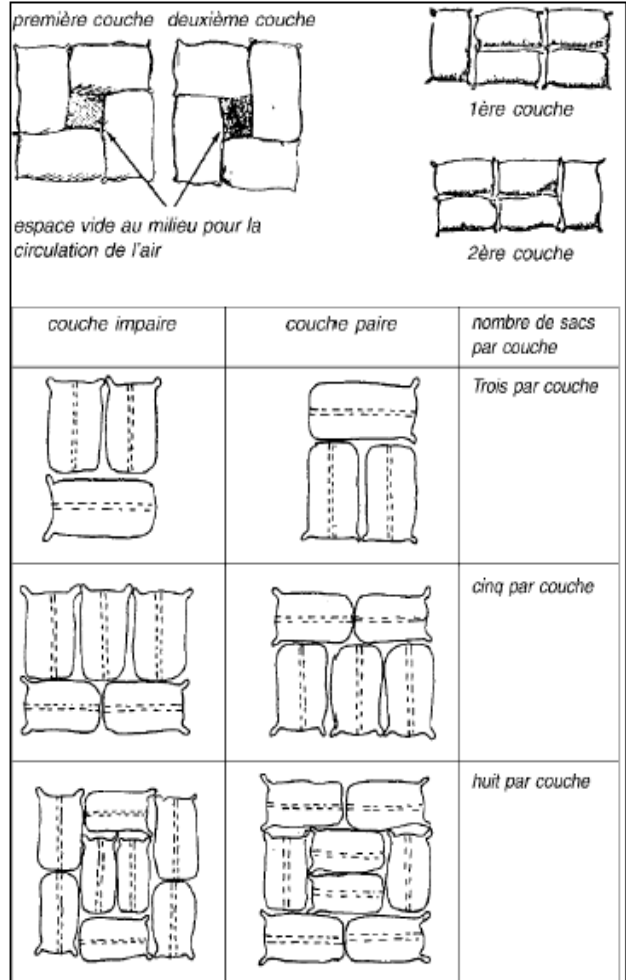 première couche deuxième couche
1ère couche
espace vide au milieu pour la
circulation de l'air
2ère couche
couche impaire couche paire nombre de sacs
par couche
Trois par couche
cinq par couche
huit par couche